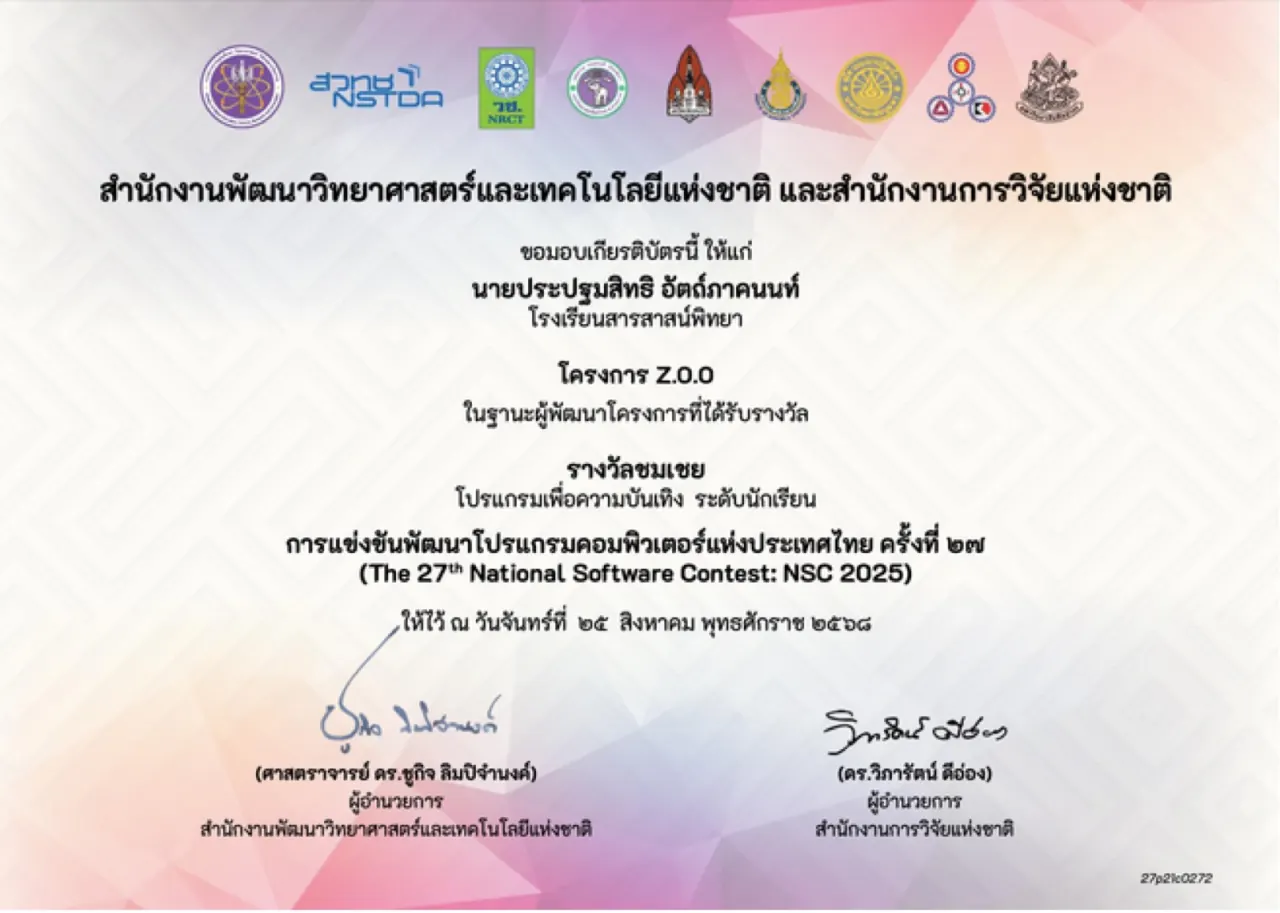 สวทช
NSTDA
วช.
NRCT
สำนักงานพัฒนาวิทยาศาสตร์และเทคโนโลยีแห่งชาติ และสำนักงานการวิจัยแห่งชาติ
ขอมอบเกียรติบัตรนี้ ให้แก่
นายประปฐมสิทธิ อัตถ์ภาคนนท์
โรงเรียนสารสาสน์พิทยา
โครงการ Z.O.O
ในฐานะผู้พัฒนาโครงการที่ได้รับรางวัล
รางวัลชมเชย
โปรแกรมเพื่อความบันเทิง ระดับนักเรียน
การแข่งขันพัฒนาโปรแกรมคอมพิวเตอร์แห่งประเทศไทย ครั้งที่ ๒๗
(The 27th National Software Contest: NSC 2025)
ให้ไว้ ณ วันจันทร์ที่ ๒๕ สิงหาคม พุทธศักราช ๒๕๖๘
(ศาสตราจารย์ ดร.ชูกิจ ลิมปิจำนงค์)
ผู้อำนวยการ
สำนักงานพัฒนาวิทยาศาสตร์และเทคโนโลยีแห่งชาติ
(ดร.วิภารัตน์ ดีอ่อง)
ผู้อำนวยการ
สำนักงานการวิจัยแห่งชาติ
27p21c0272